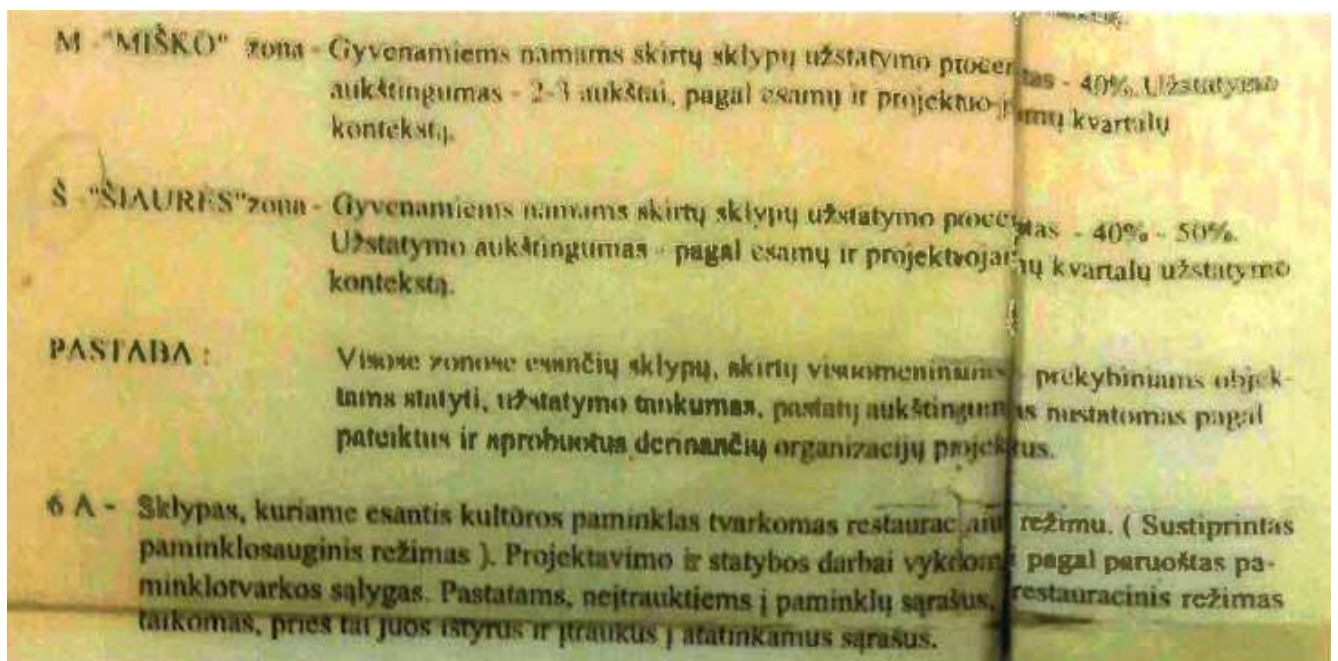 M - "MIŠKO" zona - Gyvenamiems namams skirtų sklypų užstatymo procentas - 40%. Užstatymo
aukštingumas - 2-3 aukštai, pagal esamų ir projektuojamų kvartalų
kontekstą.
Š - "ŠIAURĖS" zona - Gyvenamiems namams skirtų sklypų užstatymo procentas - 40% - 50%.
Užstatymo aukštingumas - pagal esamų ir projektuojamų kvartalų užstatymo
kontekstą.
PASTABA :
Visose zonose esančių sklypų, skirtų visuomeniniams - prekybiniams objek-
tams statyti, užstatymo tankumas, pastatų aukštingumas nustatomas pagal
pateiktus ir aprobuotus derinančių organizacijų projektus.
6 A - Sklypas, kuriame esantis kultūros paminklas tvarkomas restauraciniu režimu. ( Sustiprintas
paminklosauginis režimas ). Projektavimo ir statybos darbai vykdomi pagal paruoštas pa-
minklotvarkos sąlygas. Pastatams, neįtrauktiems į paminklų sąrašus, restauracinis režimas
taikomas, prieš tai juos ištyrus ir įtraukus į atatinkamus sąrašus.